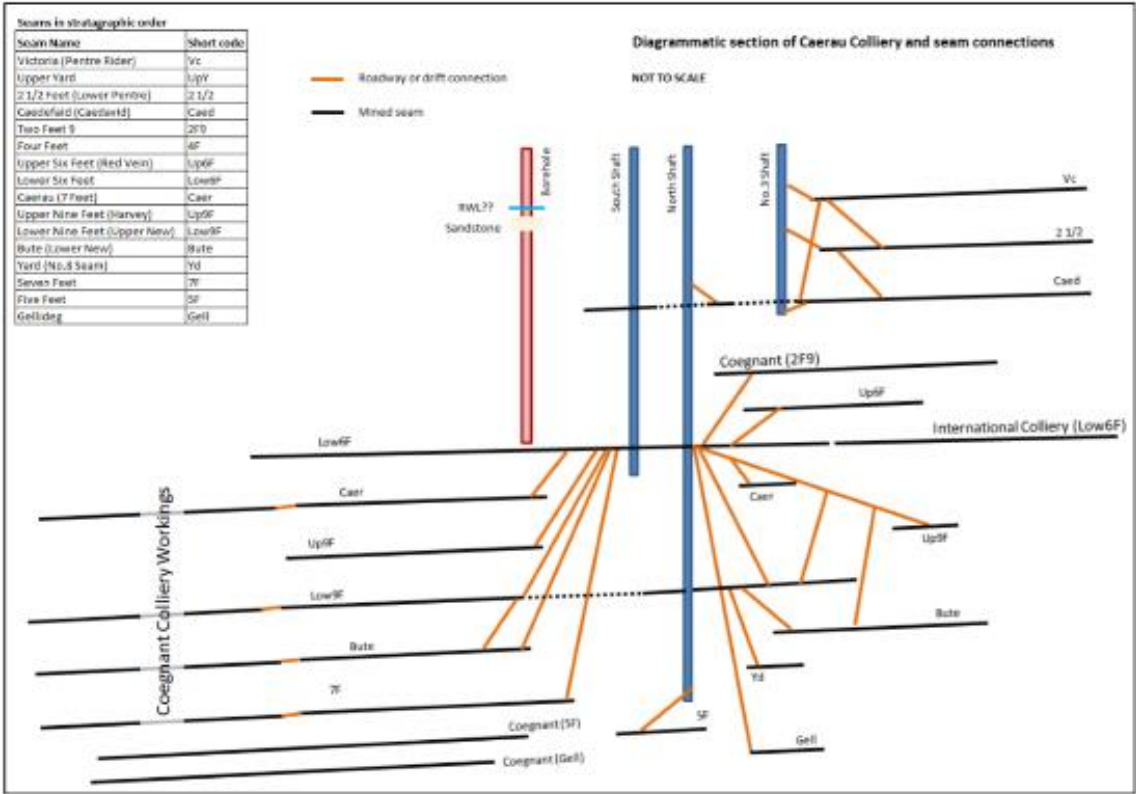 Seams in stratagraphic order
Seam Name Short code
Victoria (Pentre Rider) Vc
Upper Yard UpY
2 1/2 Feet (Lower Pentre) 2 1/2
Caedefaid (Caedavid) Caed
Two Feet 9 2F9
Four Feet 4F
Upper Six Feet (Red Vein) Up6F
Lower Six Feet Low6F
Caerau (7 Feet) Caer
Upper Nine Feet (Harvey) Up9F
Lower Nine Feet (Upper New) Low9F
Bute (Lower New) Bute
Yard (No.8 Seam) Yd
Seven Feet 7F
Five Feet 5F
Gellideg Gell
Diagrammatic section of Caerau Colliery and seam connections
NOT TO SCALE
Roadway or drift connection
Mined seam
Borehole
RWL??
Sandstone
South Shaft
North Shaft
No.3 Shaft
Vc
2 1/2
Caed
Coegnant (2F9)
Up6F
International Colliery (Low6F)
Low6F
Caer
Caer
Up9F
Up9F
Low9F
Bute
Bute
Yd
7F
5F
Gell
Coegnant (5F)
Coegnant (Gell)
Coegnant Colliery Workings